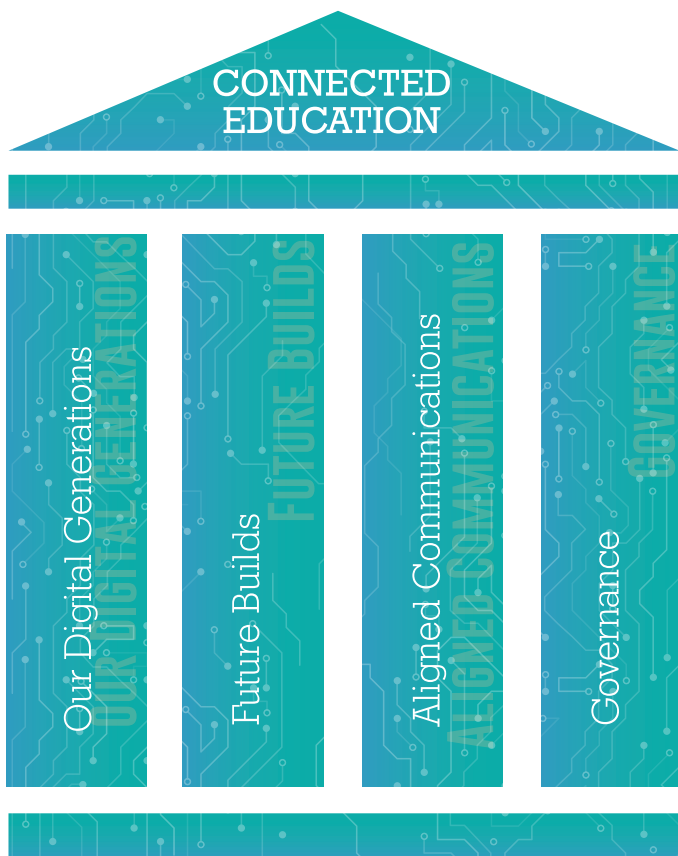 CONNECTED
EDUCATION
Our Digital Generations
OUR DIGITAL GENERATIONS
Future Builds
FUTURE BUILDS
Aligned Communications
ALIGNED COMMUNICATIONS
Governance
GOVERNANCE